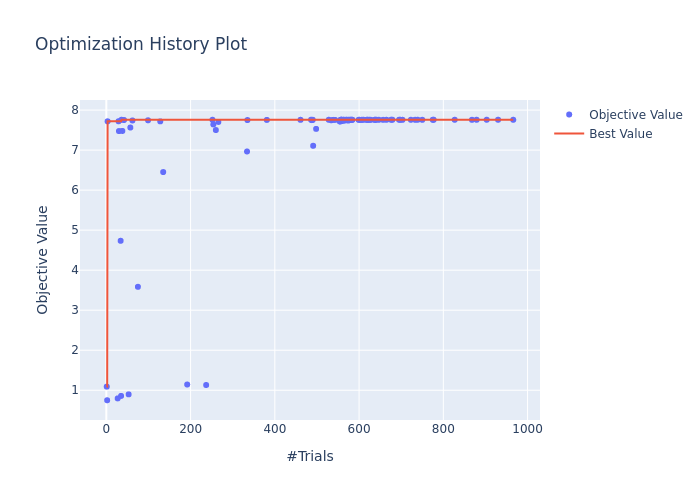 Optimization History Plot
Objective Value
Best Value
8
7
6
5
4
3
2
1
Objective Value
0
200
400
600
800
1000
#Trials